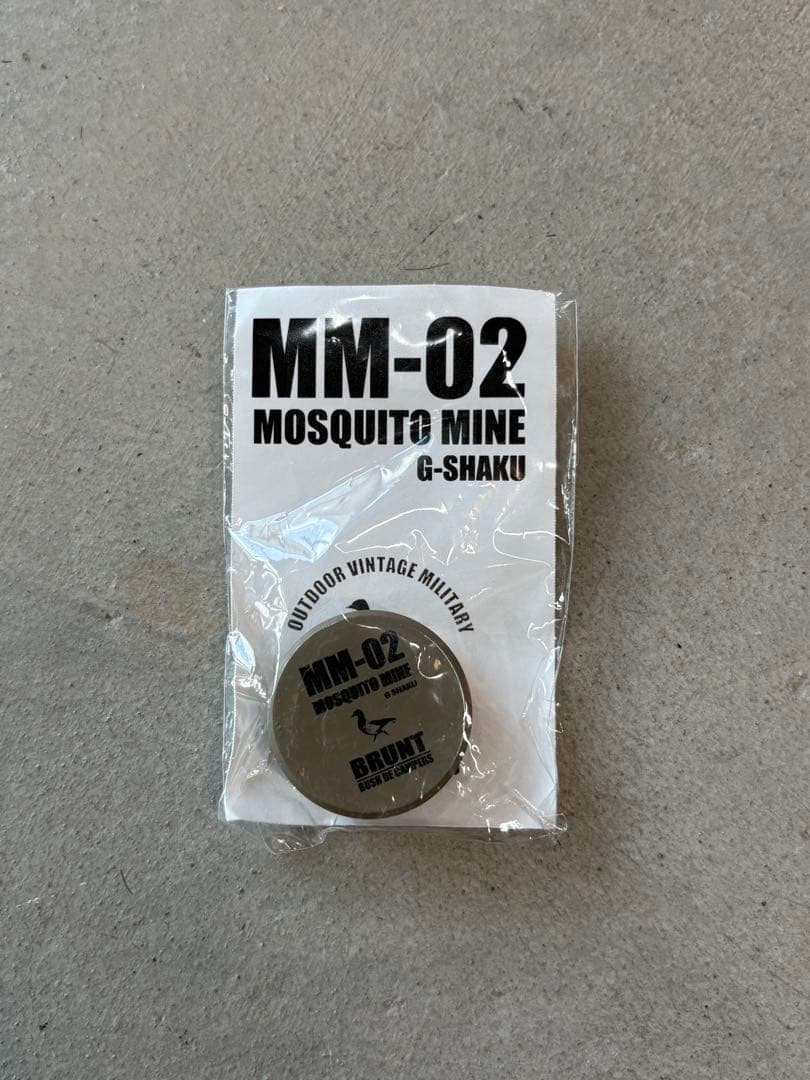 MM-02
MOSQUITO MINE
G-SHAKU
OUTDOOR VINTAGE MILITARY
MM-02
MOSQUITO MINE
G SHAKU
BRUNT
BUSH DE CAMPERS